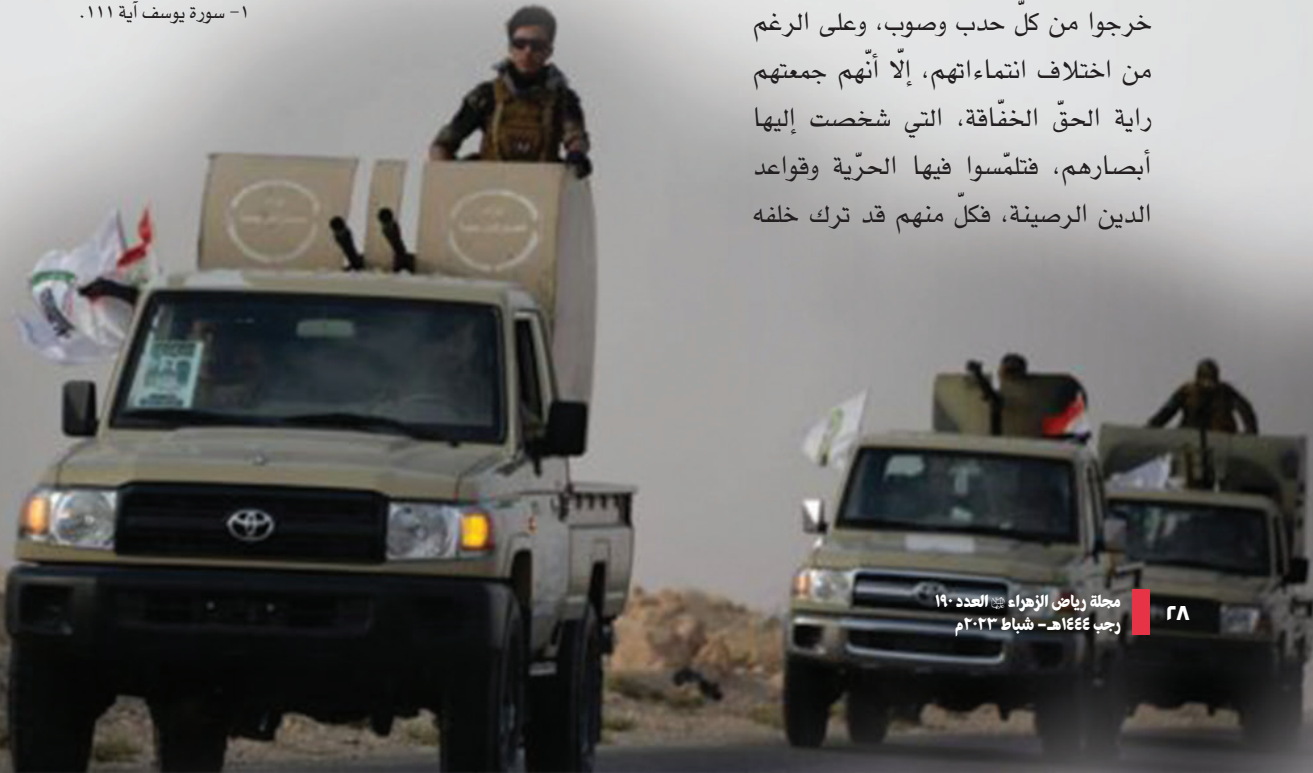 خرجوا من كلّ حدب وصوب، وعلى الرغم
من اختلاف انتماءاتهم، إلّا أنّهم جمعتهم
راية الحقّ الخفّاقة، التي شخصت إليها
أبصارهم، فتلمّسوا فيها الحرّية وقواعد
الدين الرصينة، فكلّ منهم قد ترك خلفه
١- سورة يوسف آية ١١١.
مجلة رياض الزهراء العدد ١٩٠
رجب ١٤٤٤هـ - شباط ٢٠٢٣م
٢٨